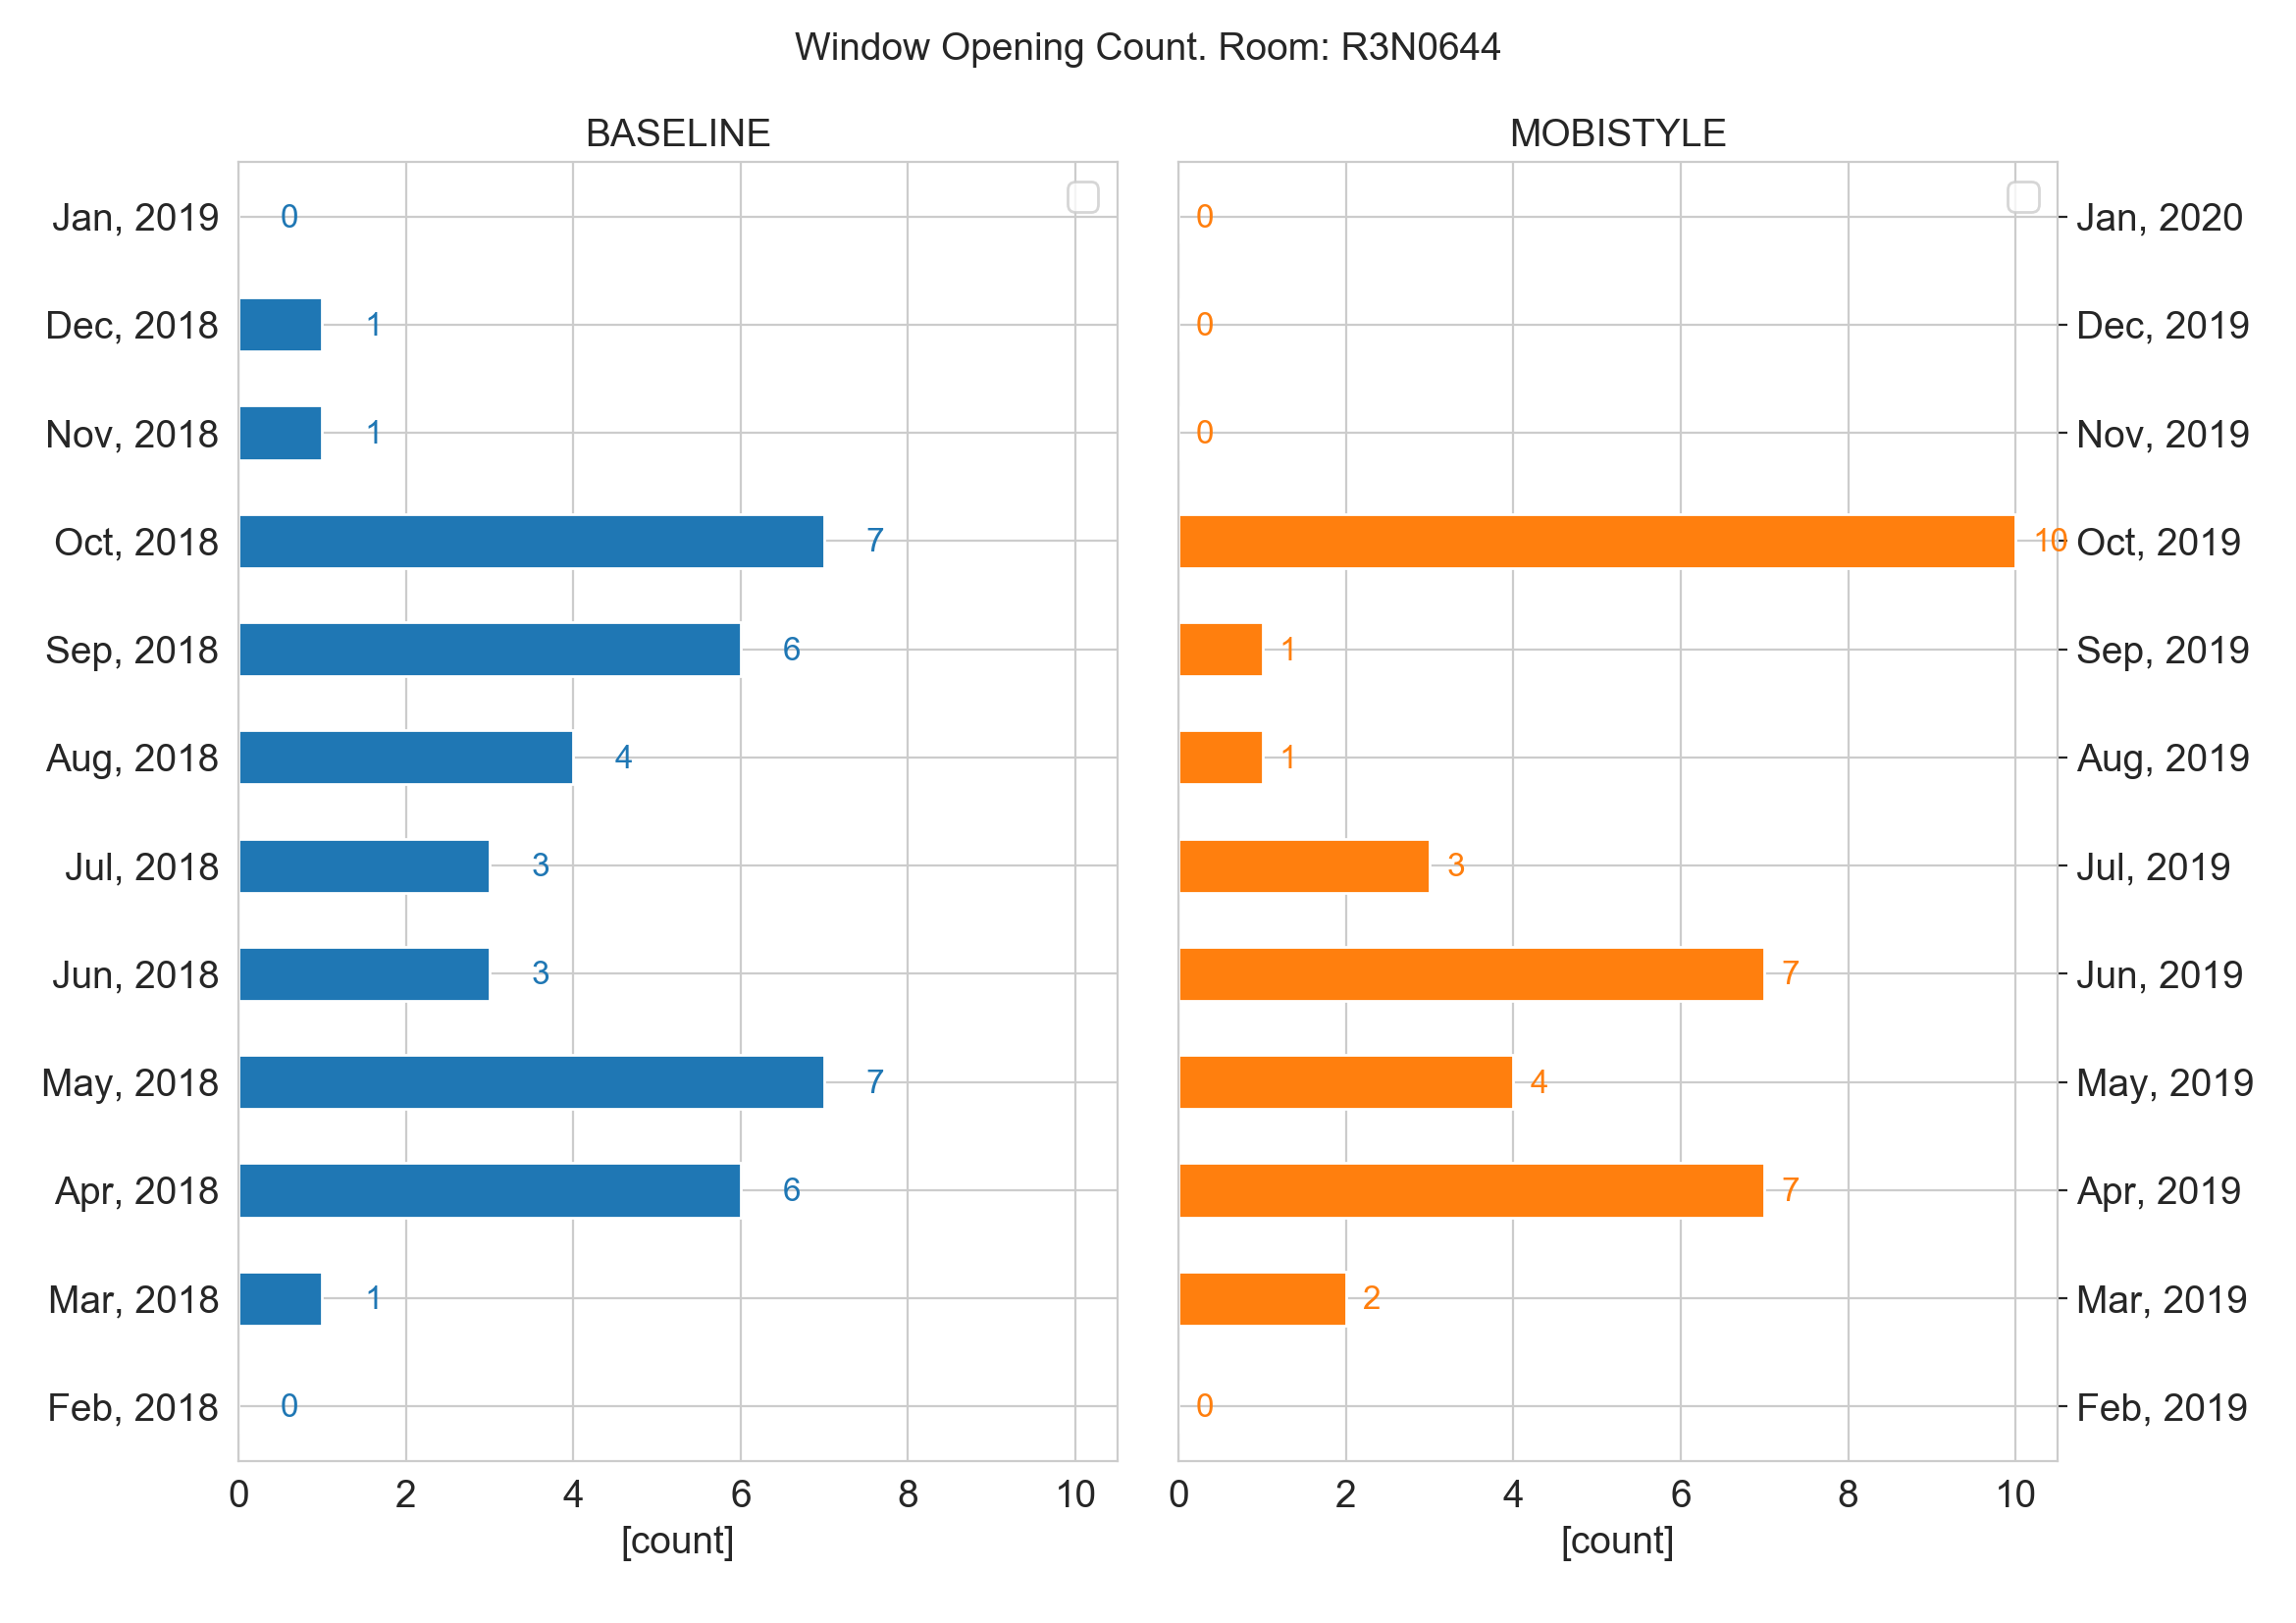 Window Opening Count. Room: R3N0644
BASELINE
Jan, 2019 0
Dec, 2018 1
Nov, 2018 1
Oct, 2018 7
Sep, 2018 6
Aug, 2018 4
Jul, 2018 3
Jun, 2018 3
May, 2018 7
Apr, 2018 6
Mar, 2018 1
Feb, 2018 0
0 2 4 6 8 10
[count]
MOBISTYLE
0 Jan, 2020
0 Dec, 2019
0 Nov, 2019
10 Oct, 2019
1 Sep, 2019
1 Aug, 2019
3 Jul, 2019
7 Jun, 2019
4 May, 2019
7 Apr, 2019
2 Mar, 2019
0 Feb, 2019
0 2 4 6 8 10
[count]